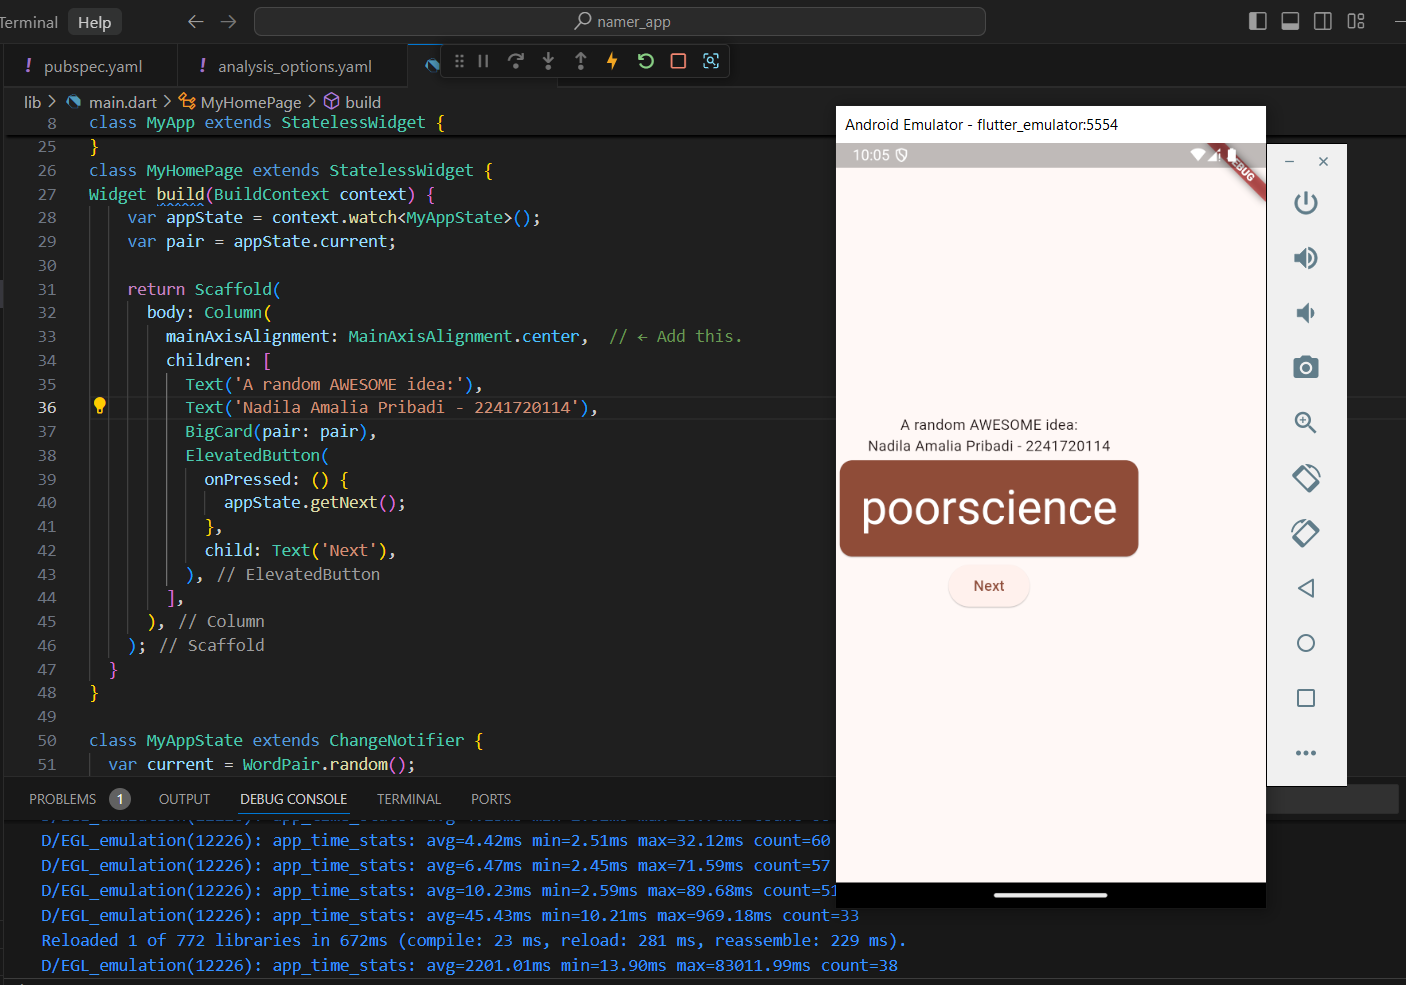 Terminal Help
namer_app
! pubspec.yaml
! analysis_options.yaml
lib > main.dart > MyHomePage > build
8 class MyApp extends StatelessWidget {
25 }
26 class MyHomePage extends StatelessWidget {
27 Widget build(BuildContext context) {
28 var appState = context.watch<MyAppState>();
29 var pair = appState.current;
30
31 return Scaffold(
32 body: Column(
33 mainAxisAlignment: MainAxisAlignment.center, // ← Add this.
34 children: [
35 Text('A random AWESOME idea:'),
36 Text('Nadila Amalia Pribadi - 2241720114'),
37 BigCard(pair: pair),
38 ElevatedButton(
39 onPressed: () {
40 appState.getNext();
41 },
42 child: Text('Next'),
43 ), // ElevatedButton
44 ],
45 ), // Column
46 ); // Scaffold
47 }
48 }
49
50 class MyAppState extends ChangeNotifier {
51 var current = WordPair.random();
PROBLEMS 1 OUTPUT DEBUG CONSOLE TERMINAL PORTS
D/EGL_emulation(12226): app_time_stats: avg=4.42ms min=2.51ms max=32.12ms count=60
D/EGL_emulation(12226): app_time_stats: avg=6.47ms min=2.45ms max=71.59ms count=57
D/EGL_emulation(12226): app_time_stats: avg=10.23ms min=2.59ms max=89.68ms count=51
D/EGL_emulation(12226): app_time_stats: avg=45.43ms min=10.21ms max=969.18ms count=33
Reloaded 1 of 772 libraries in 672ms (compile: 23 ms, reload: 281 ms, reassemble: 229 ms).
D/EGL_emulation(12226): app_time_stats: avg=2201.01ms min=13.90ms max=83011.99ms count=38
Android Emulator - flutter_emulator:5554
10:05
A random AWESOME idea:
Nadila Amalia Pribadi - 2241720114
poorscience
Next